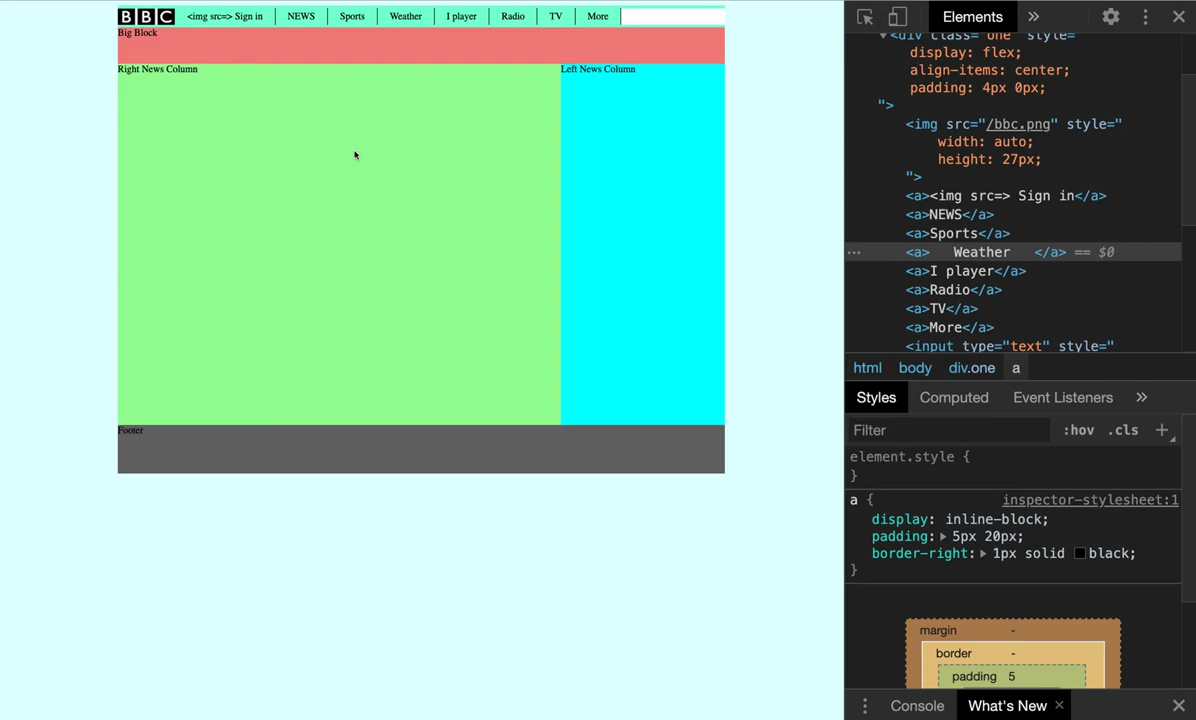 BBC <img src=> Sign in NEWS Sports Weather I player Radio TV More
Big Block
Right News Column Left News Column
Footer
Elements »
▾<div class="one" style="
display: flex;
align-items: center;
padding: 4px 0px;
">
<img src="/bbc.png" style="
width: auto;
height: 27px;
">
<a><img src=> Sign in</a>
<a>NEWS</a>
<a>Sports</a>
… <a> Weather </a> == $0
<a>I player</a>
<a>Radio</a>
<a>TV</a>
<a>More</a>
<input type="text" style="
html body div.one a
Styles Computed Event Listeners »
Filter :hov .cls +
element.style {
}
a { inspector-stylesheet:1
display: inline-block;
padding: ▸ 5px 20px;
border-right: ▸ 1px solid black;
}
margin -
border -
padding 5
Console What's New ×